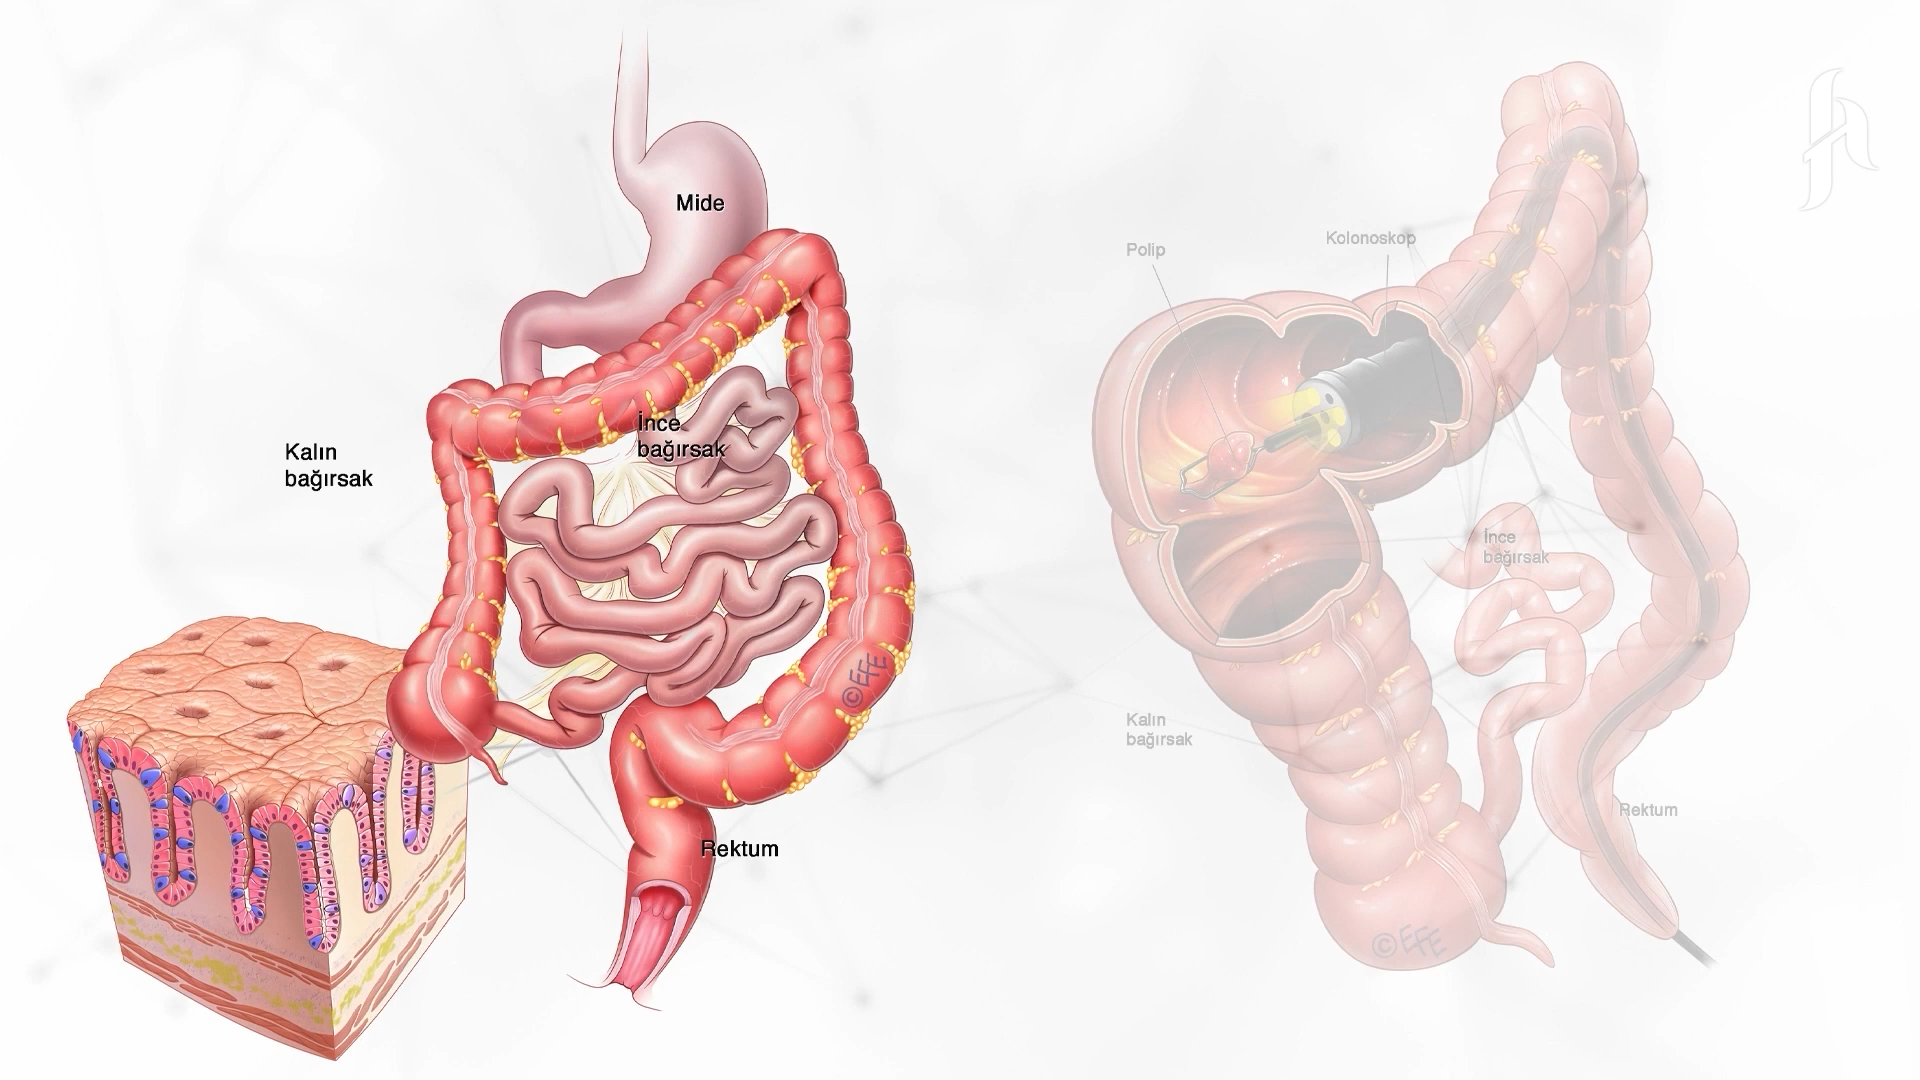 Mide
İnce
bağırsak
Kalın
bağırsak
Rektum
©EFE
Polip
Kolonoskop
İnce
bağırsak
Kalın
bağırsak
Rektum
©EFE